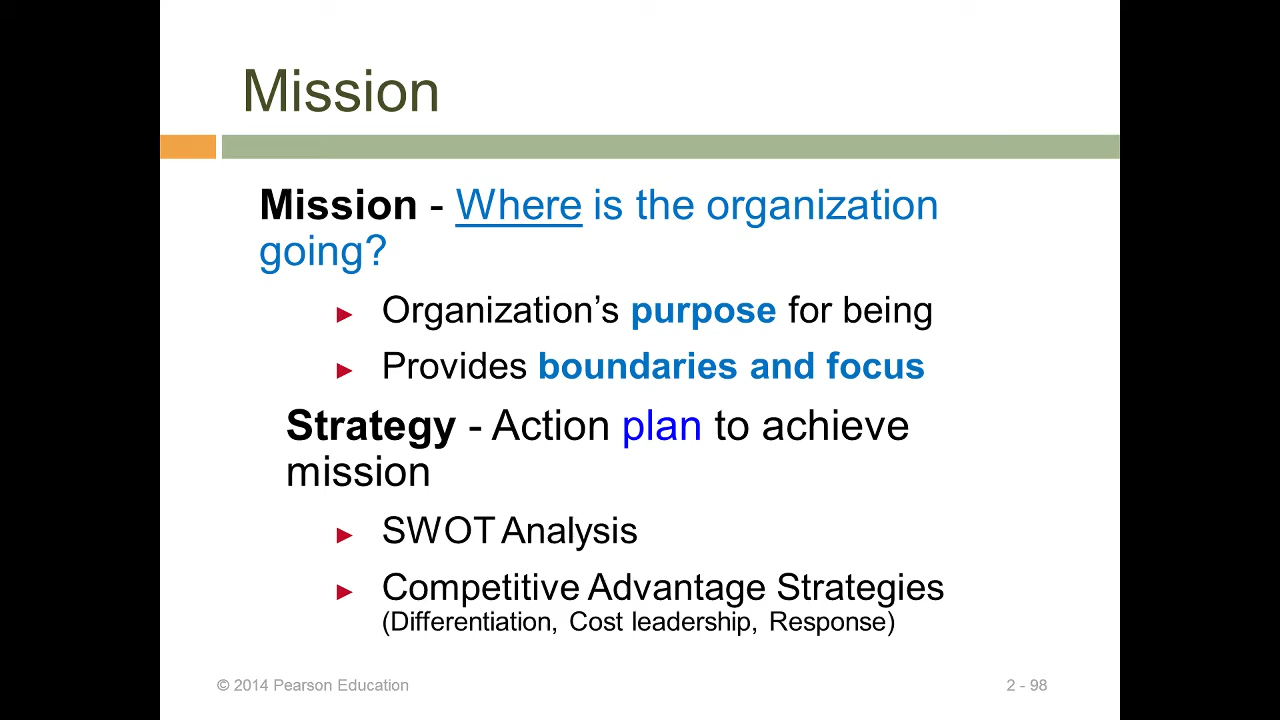 Mission
Mission - Where is the organization
going?
► Organization’s purpose for being
► Provides boundaries and focus
Strategy - Action plan to achieve
mission
► SWOT Analysis
► Competitive Advantage Strategies
(Differentiation, Cost leadership, Response)
© 2014 Pearson Education
2 - 98